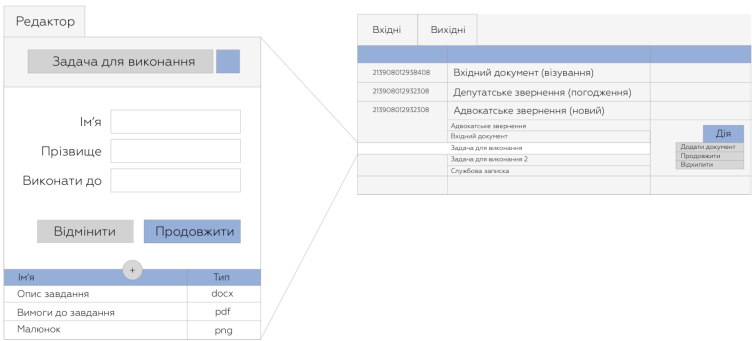 Редактор
Задача для виконання
Ім'я
Прізвище
Виконати до
Відмінити
Продовжити
+
Ім'я Тип
Опис завдання docx
Вимоги до завдання pdf
Малюнок png
Вхідні Вихідні
213908012938408 Вхідний документ (візування)
213908012932308 Депутатське звернення (погодження)
213908012932308 Адвокатське звернення (новий)
Адвокатське звернення
Вхідний документ
Задача для виконання
Задача для виконання 2
Службова записка
Дія
Додати документ
Продовжити
Відхилити